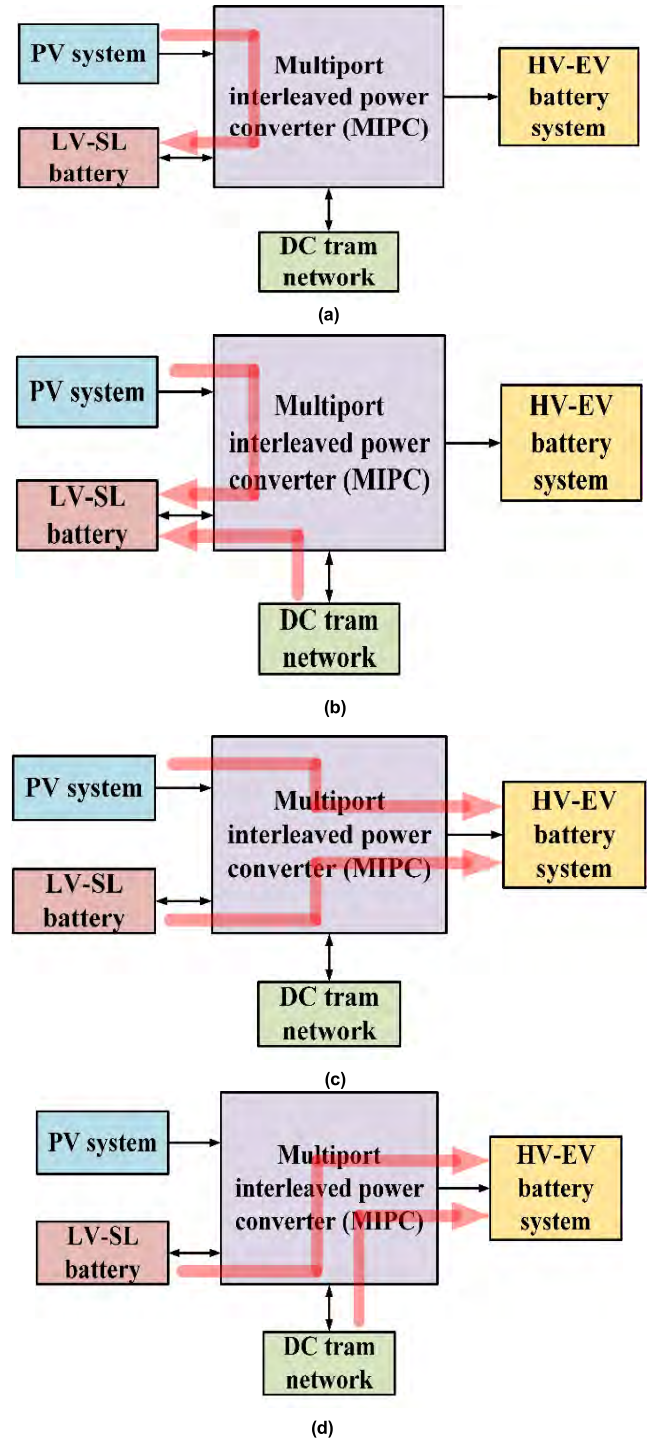 PV system
Multiport
interleaved power
converter (MIPC)
HV-EV
battery
system
LV-SL
battery
DC tram
network
(a)
PV system
Multiport
interleaved power
converter (MIPC)
HV-EV
battery
system
LV-SL
battery
DC tram
network
(b)
PV system
Multiport
interleaved power
converter (MIPC)
HV-EV
battery
system
LV-SL
battery
DC tram
network
(c)
PV system
Multiport
interleaved power
converter (MIPC)
HV-EV
battery
system
LV-SL
battery
DC tram
network
(d)